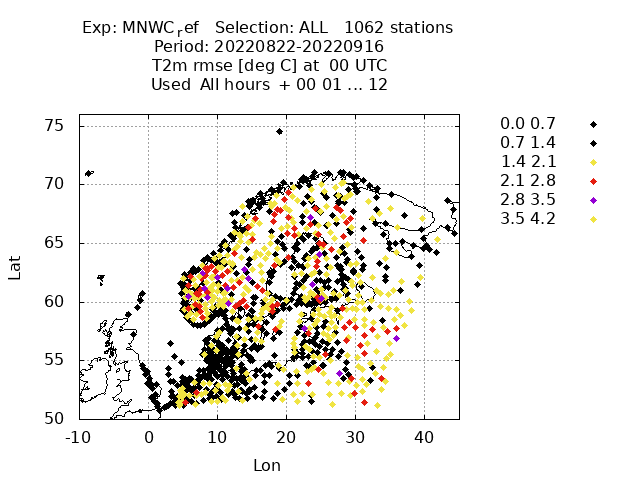 Exp: MNWC_ref   Selection: ALL   1062 stations
Period: 20220822-20220916
T2m rmse [deg C] at  00 UTC
Used  All hours  + 00 01 ... 12
0.0 0.7
0.7 1.4
1.4 2.1
2.1 2.8
2.8 3.5
3.5 4.2
75
70
65
60
55
50
Lat
-10 0 10 20 30 40
Lon